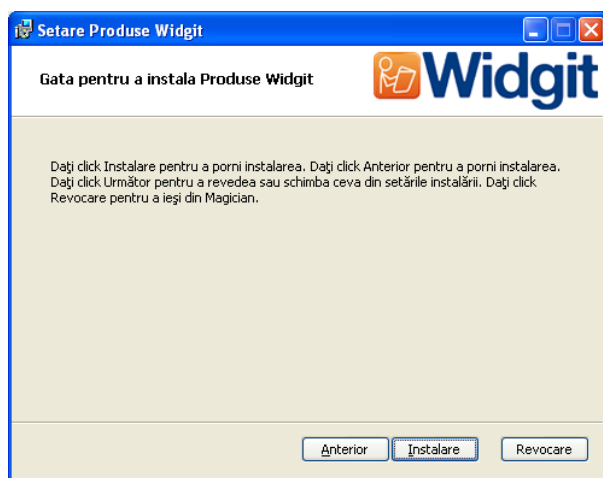 Setare Produse Widgit
Gata pentru a instala Produse Widgit
Widgit
Daţi click Instalare pentru a porni instalarea. Daţi click Anterior pentru a porni instalarea.
Daţi click Următor pentru a revedea sau schimba ceva din setările instalării. Daţi click
Revocare pentru a ieşi din Magician.
Anterior
Instalare
Revocare